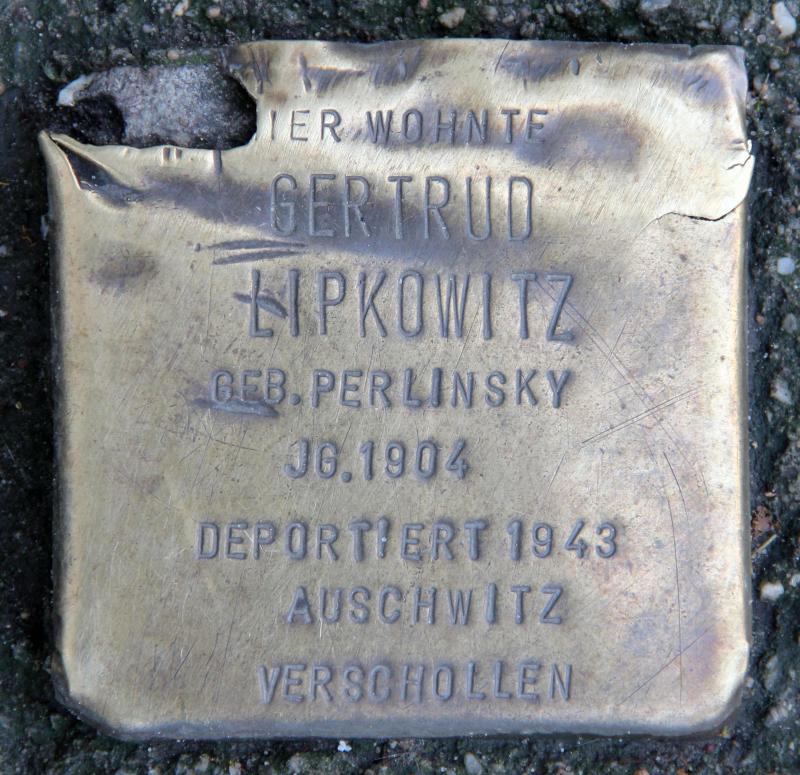 IER WOHNTE
GERTRUD
LIPKOWITZ
GEB. PERLINSKY
JG. 1904
DEPORTIERT 1943
AUSCHWITZ
VERSCHOLLEN